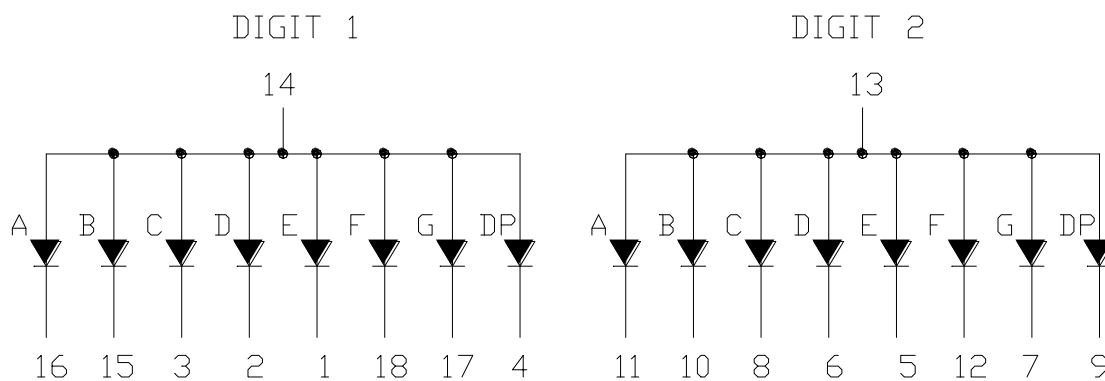 DIGIT 1 DIGIT 2
14 13
A B C D E F G DP A B C D E F G DP
16 15 3 2 1 18 17 4 11 10 8 6 5 12 7 9